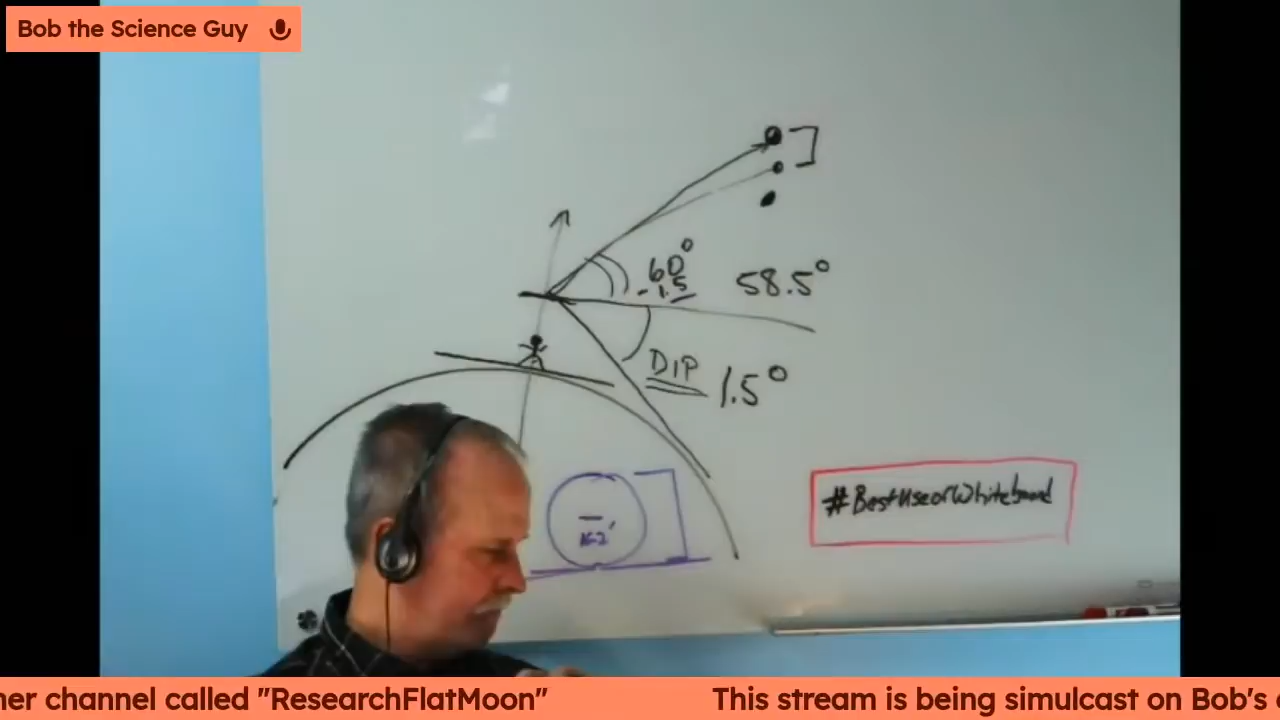 Bob the Science Guy
60°
-1.5
58.5°
DIP
1.5°
#BestUseofWhiteboard
ner channel called "ResearchFlatMoon"
This stream is being simulcast on Bob's